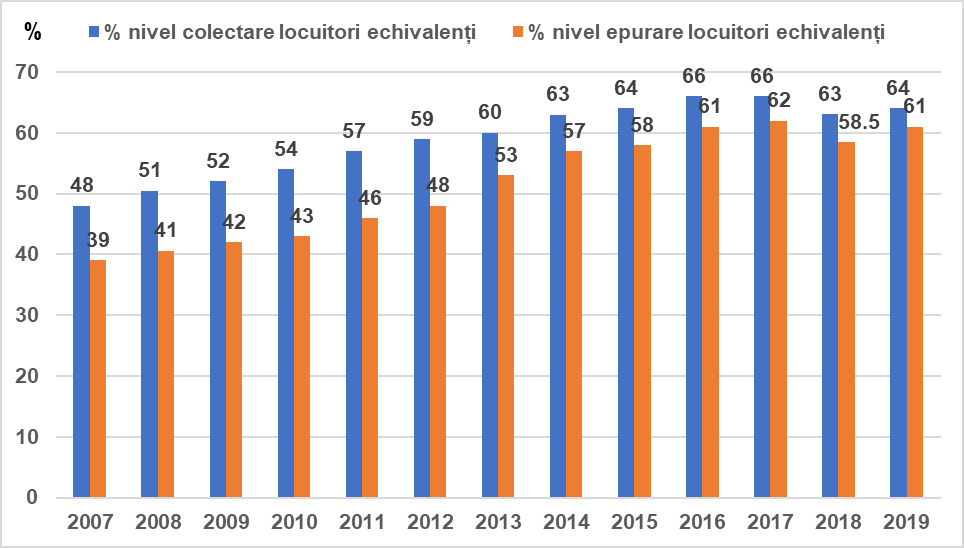 % % nivel colectare locuitori echivalenți % nivel epurare locuitori echivalenți
70
60
50
40
30
20
10
0
48 51 52 54 57 59 60 63 64 66 66 63 64
39 41 42 43 46 48 53 57 58 61 62 58.5 61
2007 2008 2009 2010 2011 2012 2013 2014 2015 2016 2017 2018 2019